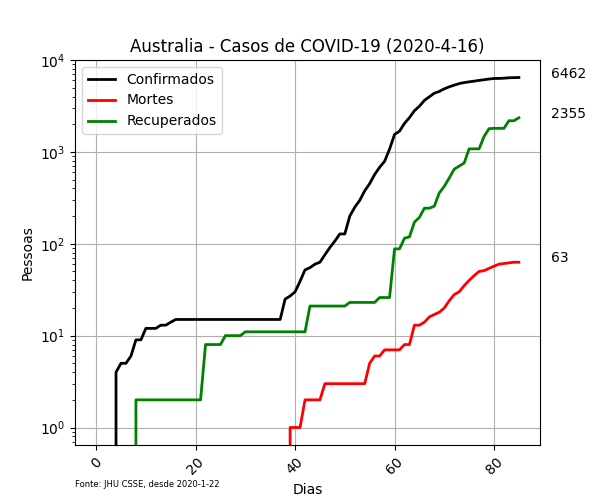 Australia - Casos de COVID-19 (2020-4-16)
Confirmados
Mortes
Recuperados
6462
2355
63
10^4
10^3
10^2
10^1
10^0
Pessoas
0 20 40 60 80
Dias
Fonte: JHU CSSE, desde 2020-1-22